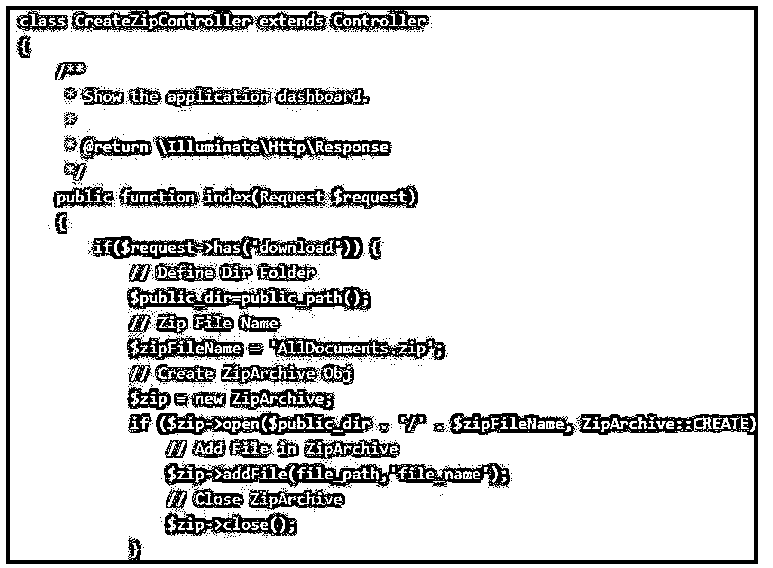 class CreateZipController extends Controller
{
    /**
     * Show the application dashboard.
     *
     * @return \Illuminate\Http\Response
     */
    public function index(Request $request)
    {
        if($request->has('download')) {
            // Define Dir Folder
            $public_dir=public_path();
            // Zip File Name
            $zipFileName = 'AllDocuments.zip';
            // Create ZipArchive Obj
            $zip = new ZipArchive;
            if ($zip->open($public_dir . '/' . $zipFileName, ZipArchive::CREATE)
                // Add File in ZipArchive
                $zip->addFile(file_path,'file_name');
                // Close ZipArchive
                $zip->close();
            }